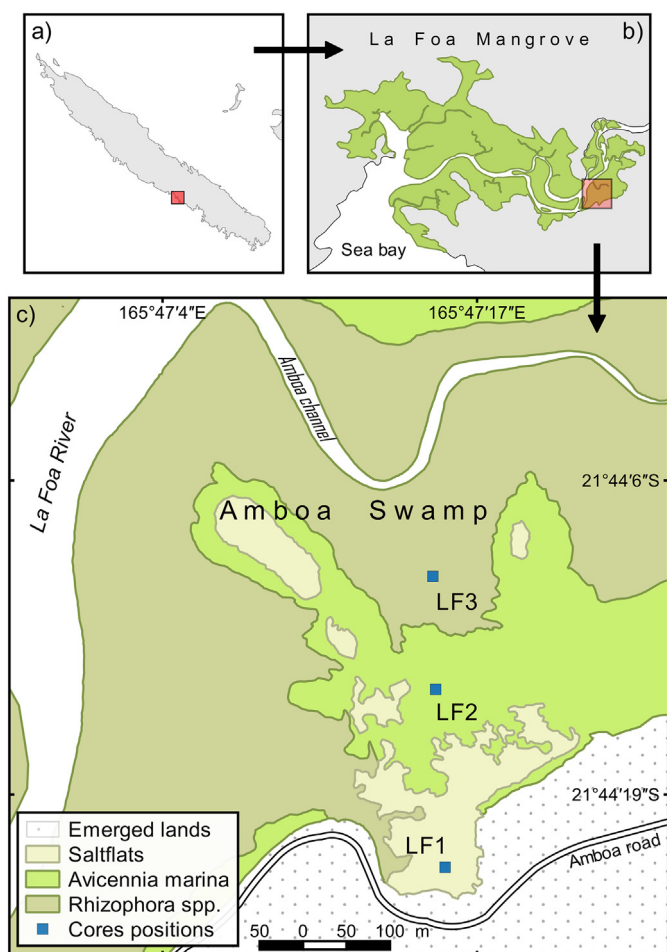 a)
La Foa Mangrove
b)
Sea bay
c)
165°47′4″E
165°47′17″E
Amboa channel
La Foa River
21°44′6″S
Amboa Swamp
LF3
LF2
21°44′19″S
LF1
Amboa road
Emerged lands
Saltflats
Avicennia marina
Rhizophora spp.
Cores positions
50 0 50 100 m